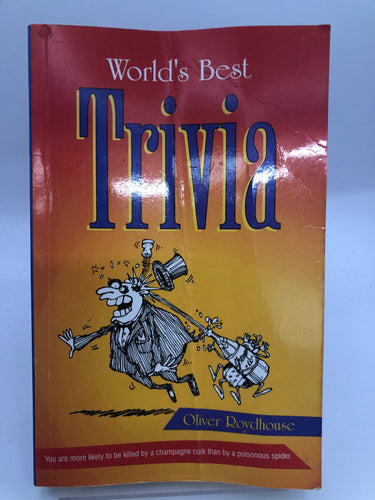 World's Best
Trivia
Oliver Roydhouse
You are more likely to be killed by a champagne cork than by a poisonous spider.